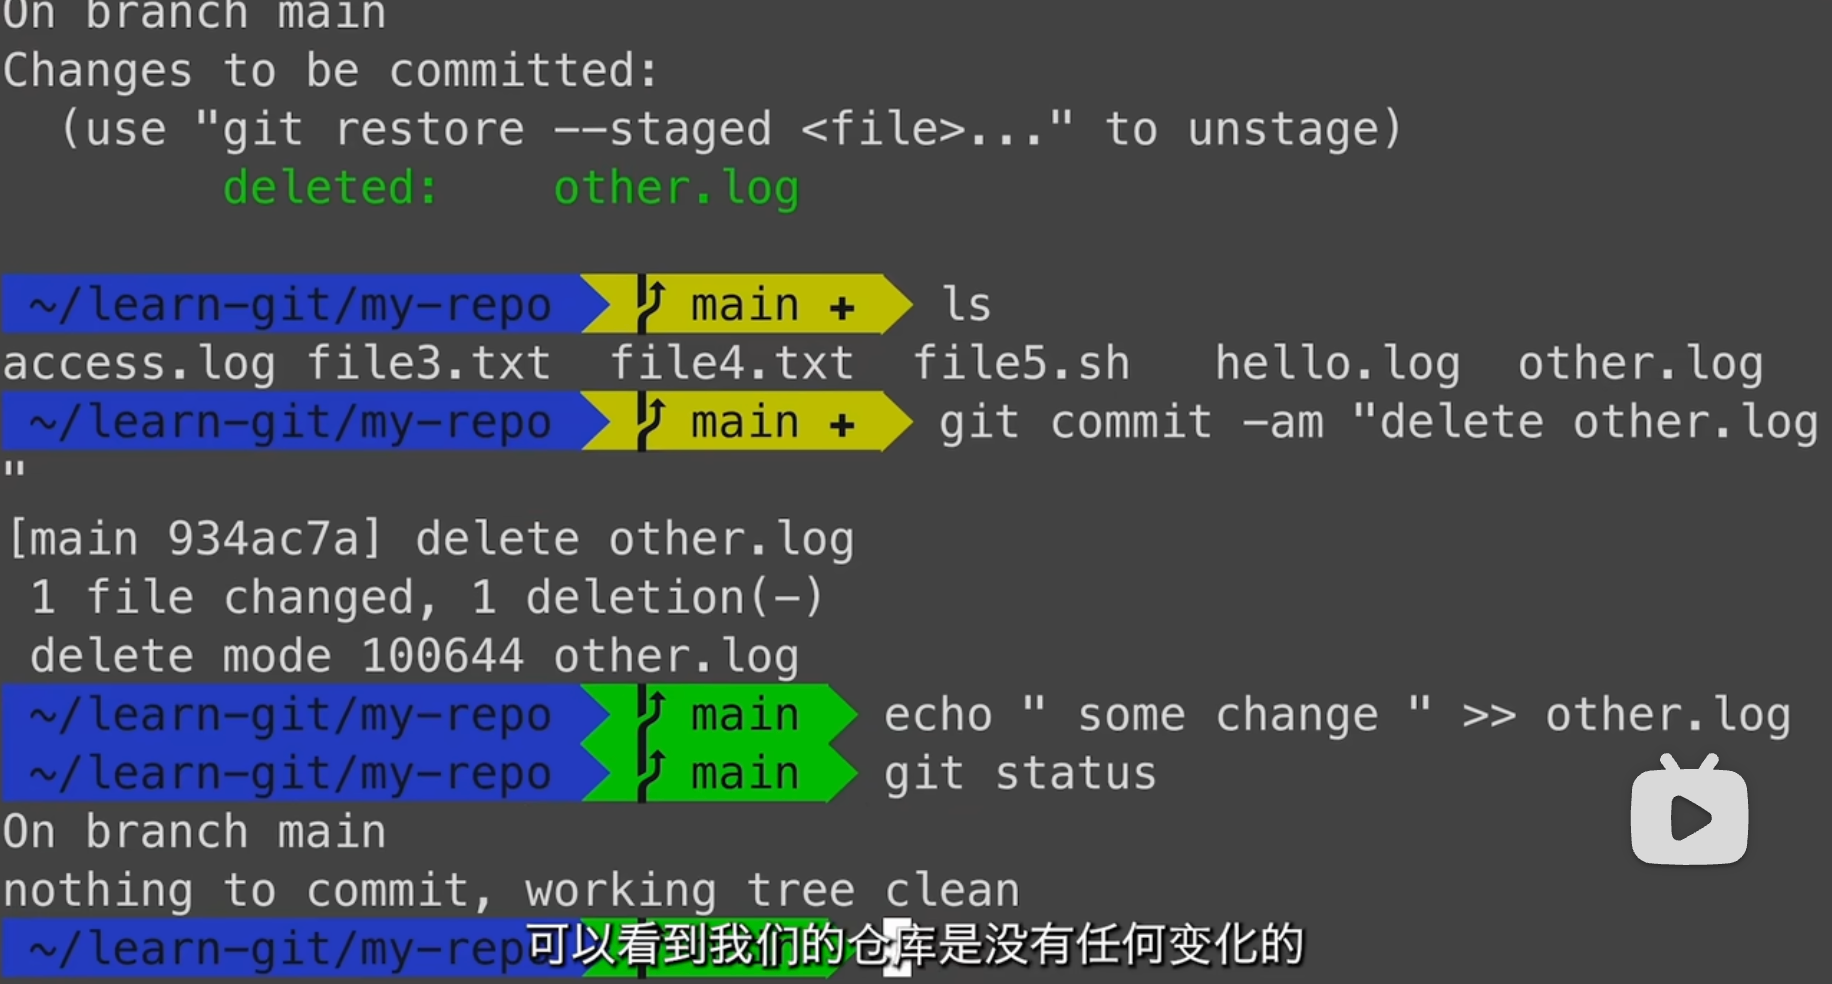 On branch main
Changes to be committed:
(use "git restore --staged <file>..." to unstage)
deleted: other.log
~/learn-git/my-repo main + ls
access.log file3.txt file4.txt file5.sh hello.log other.log
~/learn-git/my-repo main + git commit -am "delete other.log
"
[main 934ac7a] delete other.log
1 file changed, 1 deletion(-)
delete mode 100644 other.log
~/learn-git/my-repo main echo " some change " >> other.log
~/learn-git/my-repo main git status
On branch main
nothing to commit, working tree clean
~/learn-git/my-rep
可以看到我们的仓库是没有任何变化的